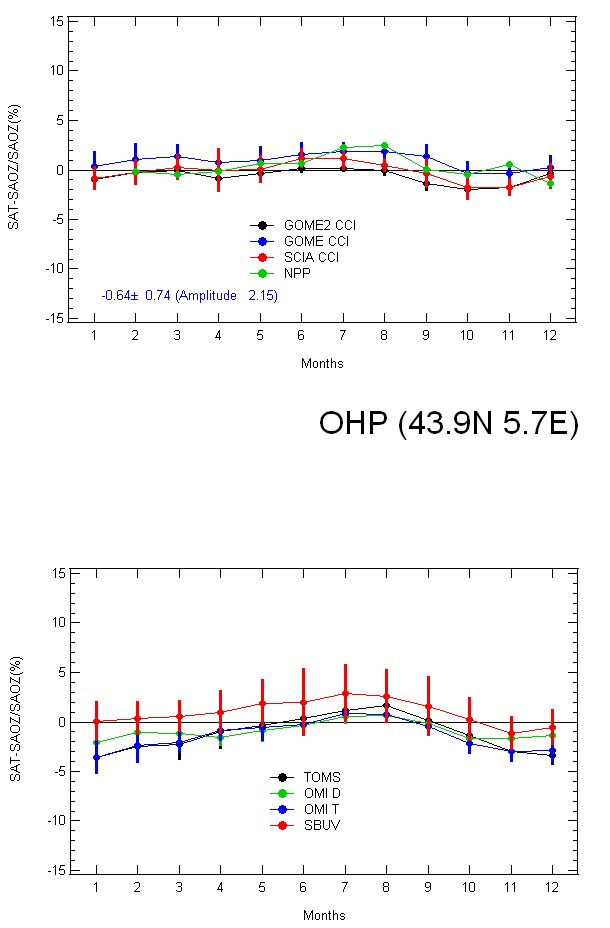 15
10
5
0
-5
-10
-15
SAT-SAOZ/SAOZ(%)
GOME2 CCI
GOME CCI
SCIA CCI
NPP
-0.64± 0.74 (Amplitude 2.15)
1 2 3 4 5 6 7 8 9 10 11 12
Months
OHP (43.9N 5.7E)
15
10
5
0
-5
-10
-15
SAT-SAOZ/SAOZ(%)
TOMS
OMI D
OMI T
SBUV
1 2 3 4 5 6 7 8 9 10 11 12
Months